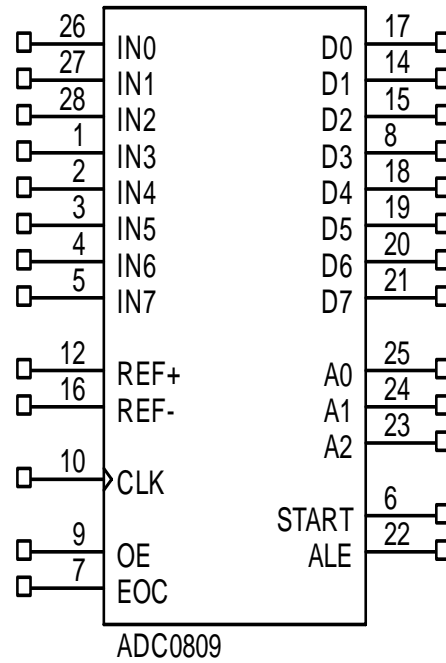 26 IN0 D0 17
27 IN1 D1 14
28 IN2 D2 15
1 IN3 D3 8
2 IN4 D4 18
3 IN5 D5 19
4 IN6 D6 20
5 IN7 D7 21
12 REF+ A0 25
16 REF- A1 24
A2 23
10 CLK
START 6
9 OE ALE 22
7 EOC
ADC0809